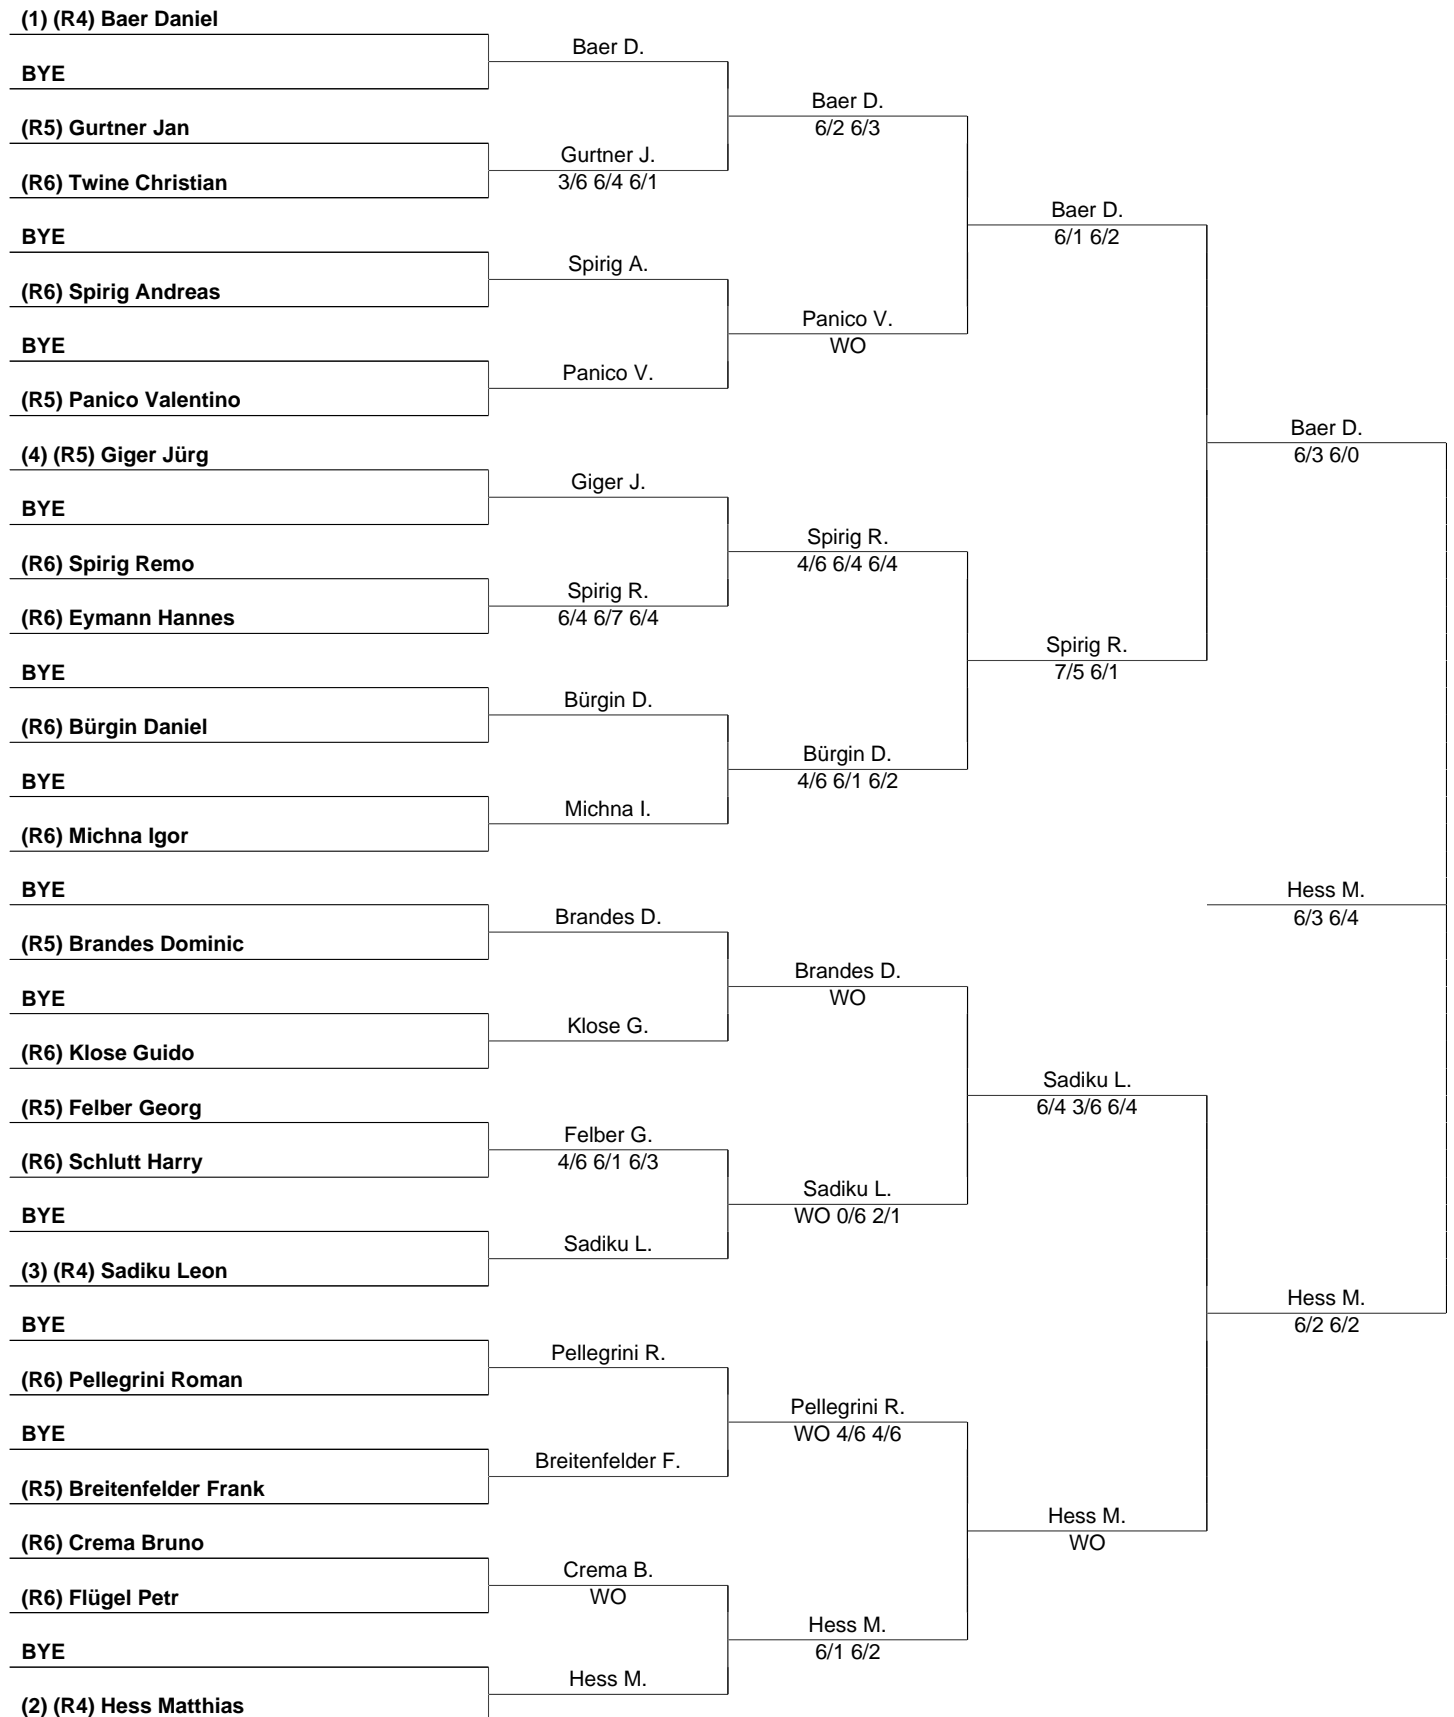 (1) (R4) Baer Daniel
BYE
(R5) Gurtner Jan
(R6) Twine Christian
BYE
(R6) Spirig Andreas
BYE
(R5) Panico Valentino
(4) (R5) Giger Jürg
BYE
(R6) Spirig Remo
(R6) Eymann Hannes
BYE
(R6) Bürgin Daniel
BYE
(R6) Michna Igor
BYE
(R5) Brandes Dominic
BYE
(R6) Klose Guido
(R5) Felber Georg
(R6) Schlutt Harry
BYE
(3) (R4) Sadiku Leon
BYE
(R6) Pellegrini Roman
BYE
(R5) Breitenfelder Frank
(R6) Crema Bruno
(R6) Flügel Petr
BYE
(2) (R4) Hess Matthias
Baer D.
Gurtner J.
3/6 6/4 6/1
Spirig A.
Panico V.
Giger J.
Spirig R.
6/4 6/7 6/4
Bürgin D.
Michna I.
Brandes D.
Klose G.
Felber G.
4/6 6/1 6/3
Sadiku L.
Pellegrini R.
Breitenfelder F.
Crema B.
WO
Hess M.
Baer D.
6/2 6/3
Panico V.
WO
Spirig R.
4/6 6/4 6/4
Bürgin D.
4/6 6/1 6/2
Brandes D.
WO
Sadiku L.
WO 0/6 2/1
Pellegrini R.
WO 4/6 4/6
Hess M.
6/1 6/2
Baer D.
6/1 6/2
Spirig R.
7/5 6/1
Sadiku L.
6/4 3/6 6/4
Hess M.
WO
Baer D.
6/3 6/0
Hess M.
6/3 6/4
Hess M.
6/2 6/2